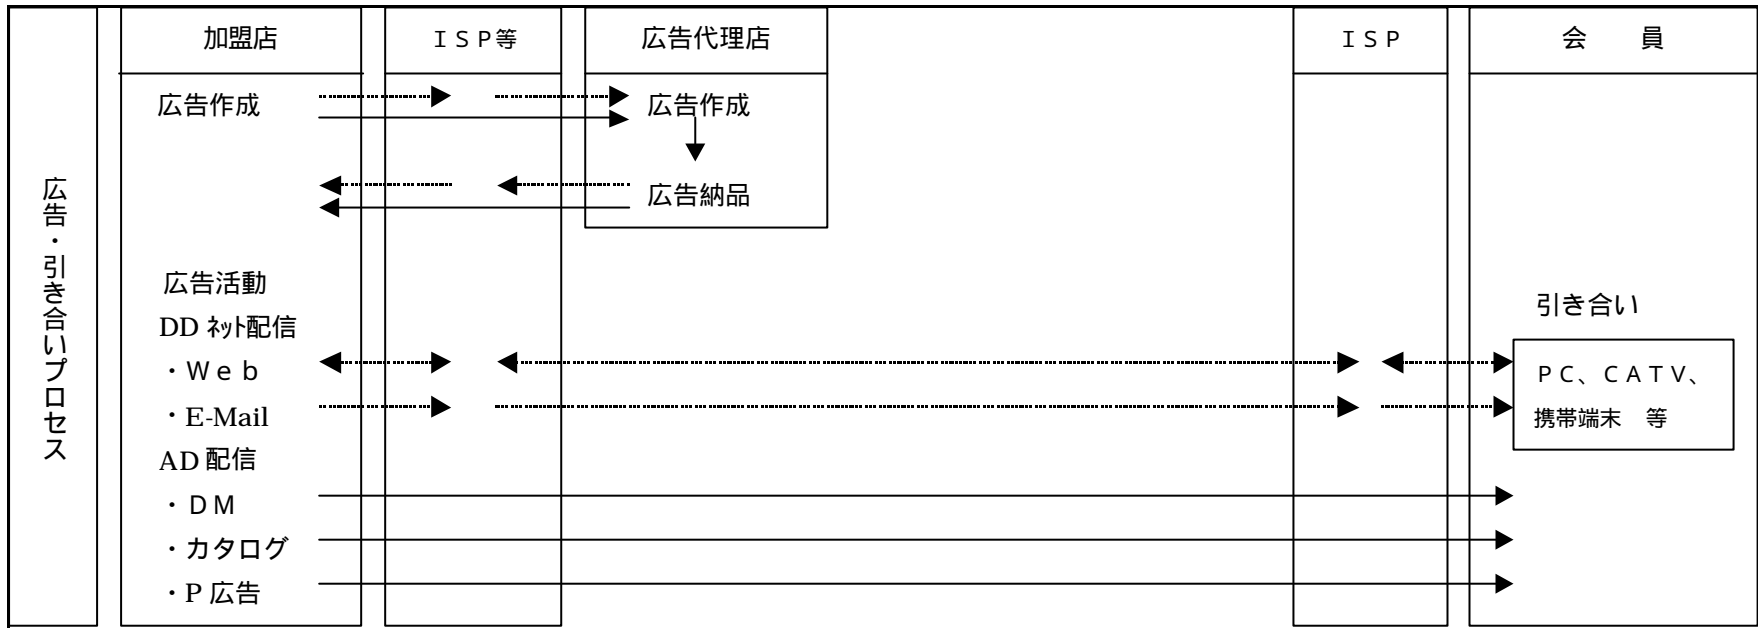 加盟店
ＩＳＰ等
広告代理店
ＩＳＰ
会　員
広告・引き合いプロセス
広告作成
広告作成
広告納品
広告活動
DD ﾈｯﾄ配信
・Ｗｅｂ
・E-Mail
AD 配信
・ＤＭ
・カタログ
・P 広告
引き合い
ＰＣ、ＣＡＴＶ、
携帯端末　等